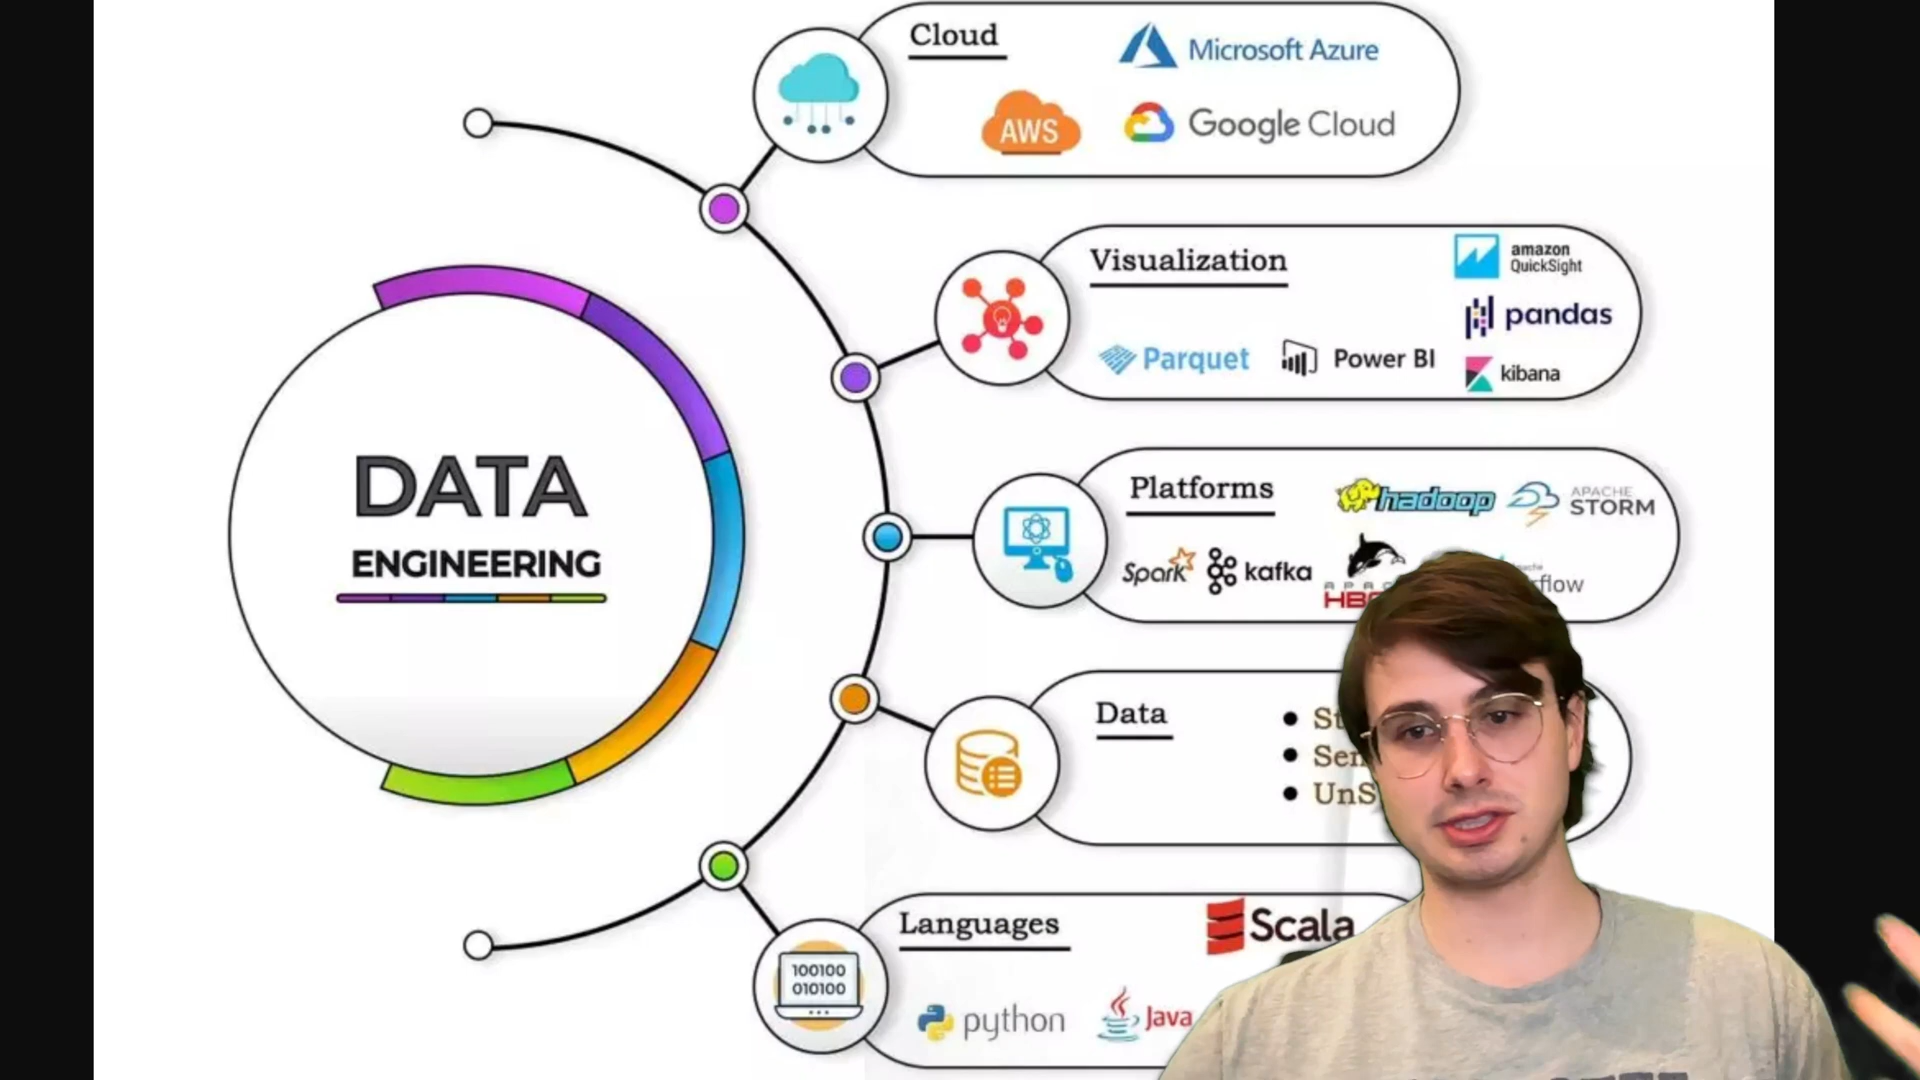 Cloud
Microsoft Azure
AWS
Google Cloud
Visualization
amazon
QuickSight
pandas
Parquet
Power BI
kibana
DATA
ENGINEERING
Platforms
hadoop
APACHE
STORM
Spark
kafka
Data
Languages
Scala
100100
010100
python
Java